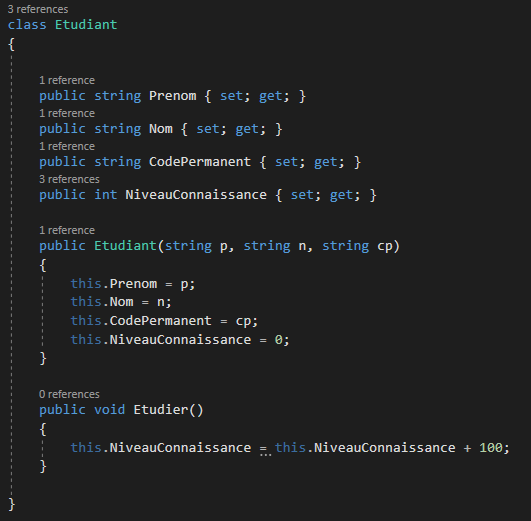 3 references
class Etudiant
{
1 reference
public string Prenom { set; get; }
1 reference
public string Nom { set; get; }
1 reference
public string CodePermanent { set; get; }
3 references
public int NiveauConnaissance { set; get; }
1 reference
public Etudiant(string p, string n, string cp)
{
this.Prenom = p;
this.Nom = n;
this.CodePermanent = cp;
this.NiveauConnaissance = 0;
}
0 references
public void Etudier()
{
this.NiveauConnaissance = this.NiveauConnaissance + 100;
}
}